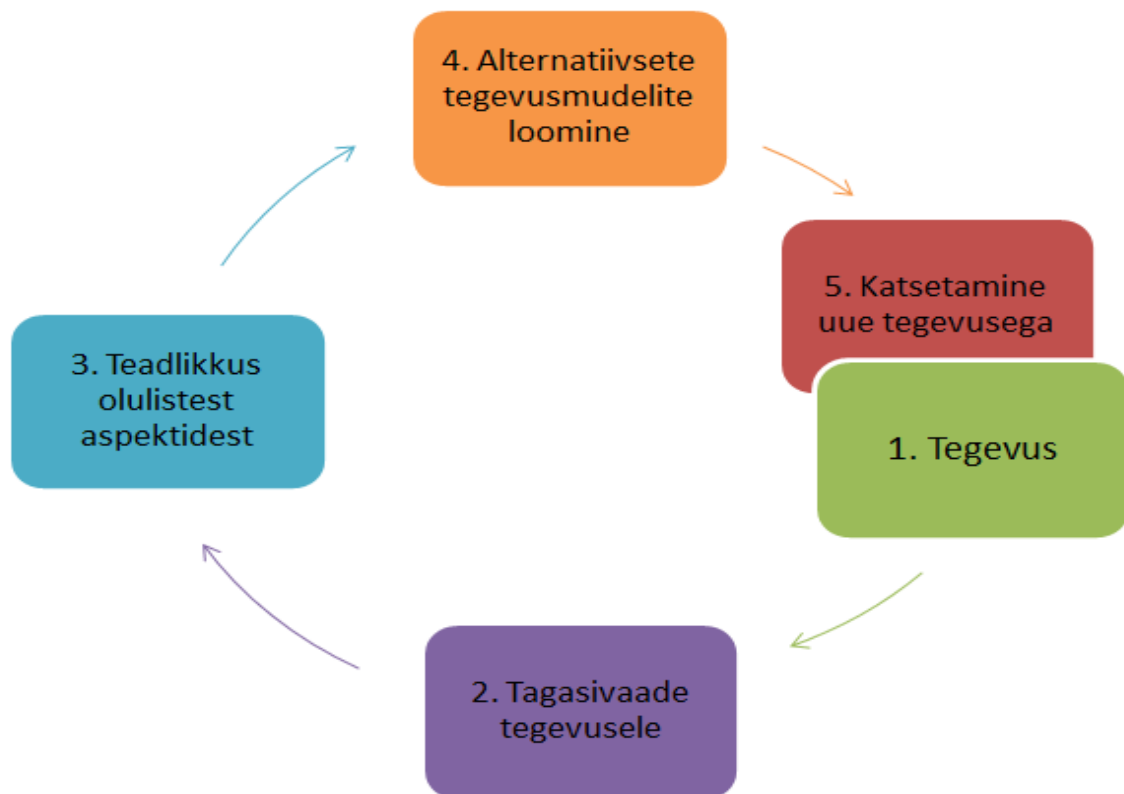 4. Alternatiivsete
tegevusmudelite
loomine
5. Katsetamine
uue tegevusega
3. Teadlikkus
olulistest
aspektidest
1. Tegevus
2. Tagasivaade
tegevusele